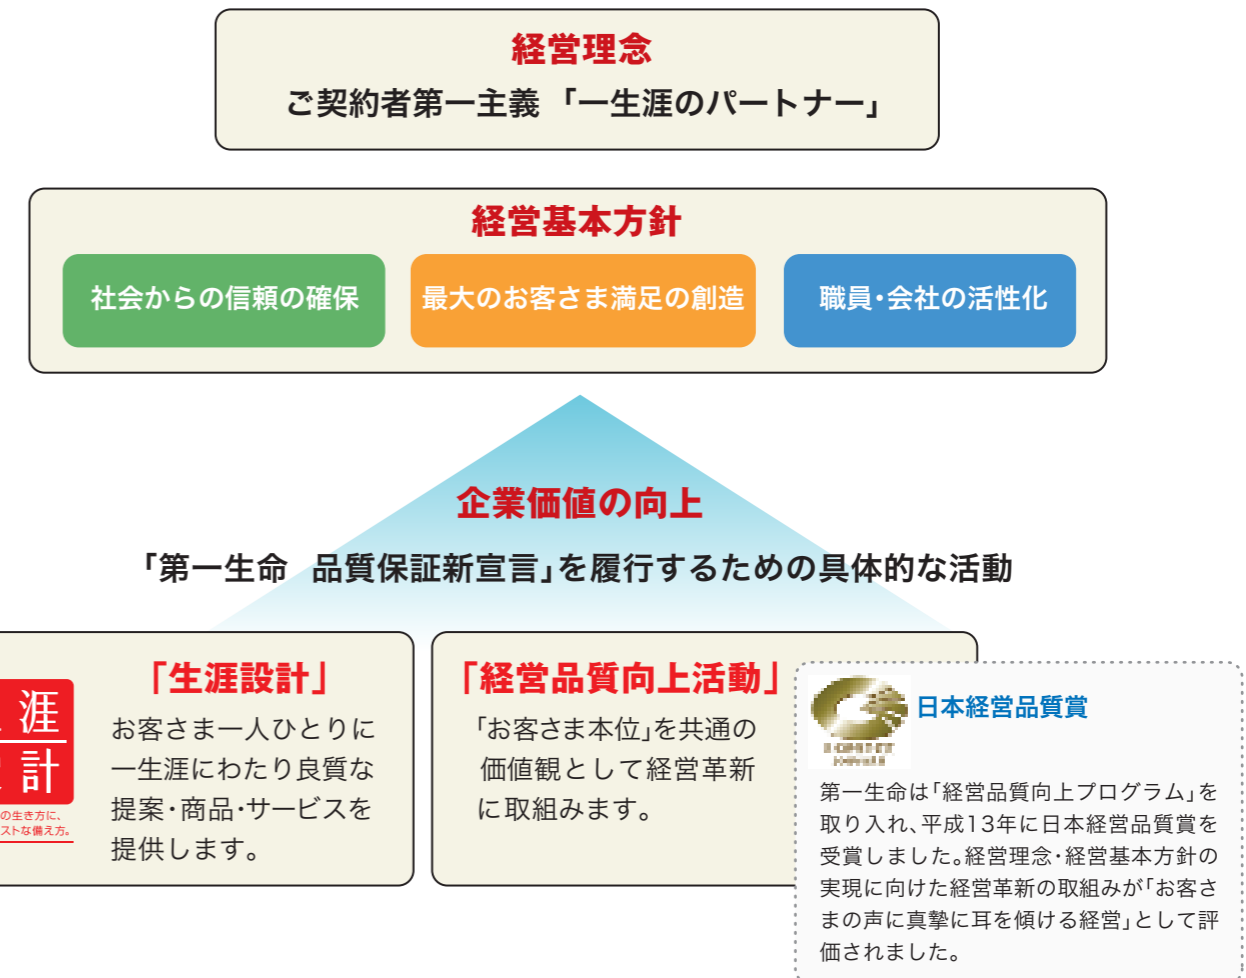 経営理念
ご契約者第一主義 「一生涯のパートナー」
経営基本方針
社会からの信頼の確保
最大のお客さま満足の創造
職員・会社の活性化
企業価値の向上
「第一生命 品質保証新宣言」を履行するための具体的な活動
涯
計
の生き方に、
ストな備え方。
「生涯設計」
お客さま一人ひとりに
一生涯にわたり良質な
提案・商品・サービスを
提供します。
「経営品質向上活動」
「お客さま本位」を共通の
価値観として経営革新
に取組みます。
日本経営品質賞
第一生命は「経営品質向上プログラム」を
取り入れ、平成13年に日本経営品質賞を
受賞しました。経営理念・経営基本方針の
実現に向けた経営革新の取組みが「お客さ
まの声に真摯に耳を傾ける経営」として評
価されました。